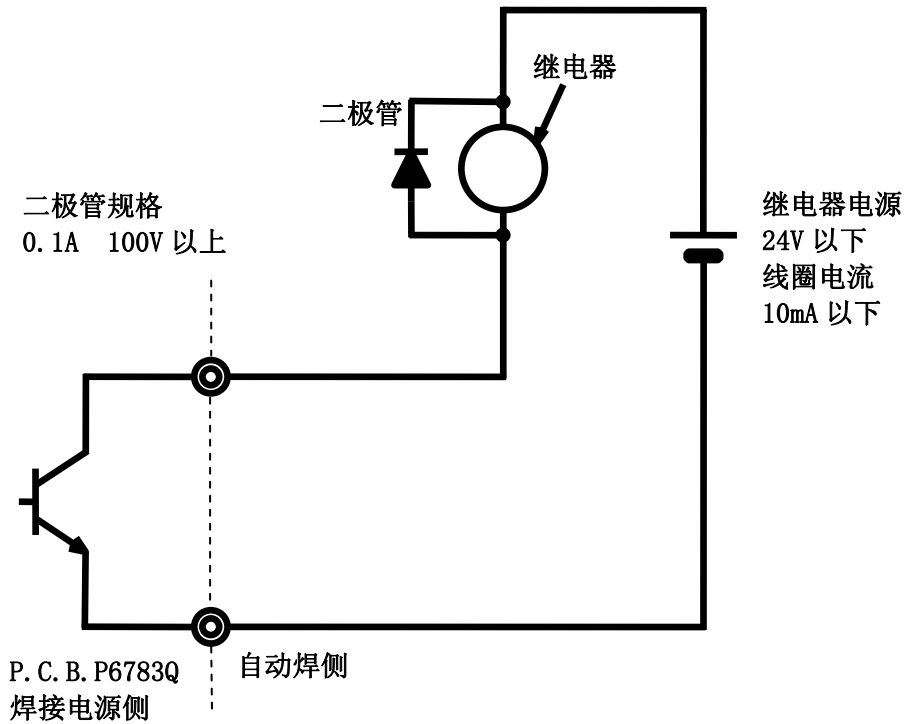 继电器
二极管
二极管规格
0.1A 100V 以上
继电器电源
24V 以下
线圈电流
10mA 以下
P.C.B.P6783Q
焊接电源侧
自动焊侧